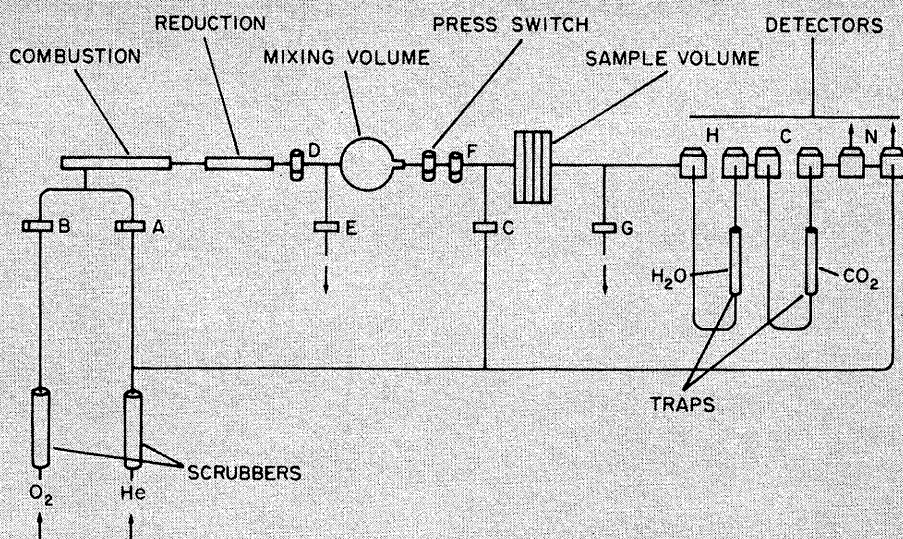 REDUCTION
PRESS SWITCH
DETECTORS
COMBUSTION
MIXING VOLUME
SAMPLE VOLUME
D
F
H
C
N
B
A
E
C
G
H₂O
CO₂
TRAPS
SCRUBBERS
O₂
He